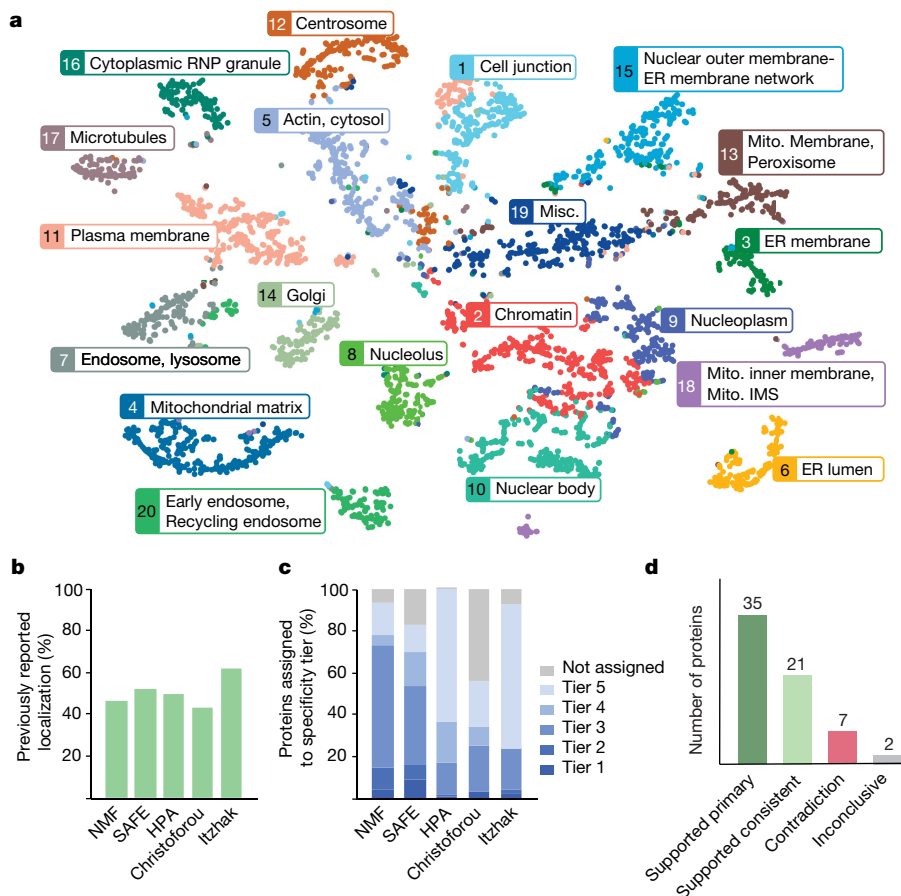 a
12 Centrosome
16 Cytoplasmic RNP granule
1 Cell junction
15 Nuclear outer membrane-
ER membrane network
5 Actin, cytosol
17 Microtubules
13 Mito. Membrane,
Peroxisome
19 Misc.
11 Plasma membrane
3 ER membrane
14 Golgi
2 Chromatin
9 Nucleoplasm
7 Endosome, lysosome
8 Nucleolus
18 Mito. inner membrane,
Mito. IMS
4 Mitochondrial matrix
6 ER lumen
10 Nuclear body
20 Early endosome,
Recycling endosome
b
Previously reported
localization (%)
100
80
60
40
20
NMF
SAFE
HPA
Christoforou
Itzhak
c
Proteins assigned
to specificity tier (%)
100
80
60
40
20
NMF
SAFE
HPA
Christoforou
Itzhak
Not assigned
Tier 5
Tier 4
Tier 3
Tier 2
Tier 1
d
Number of proteins
35
21
7
2
Supported primary
Supported consistent
Contradiction
Inconclusive